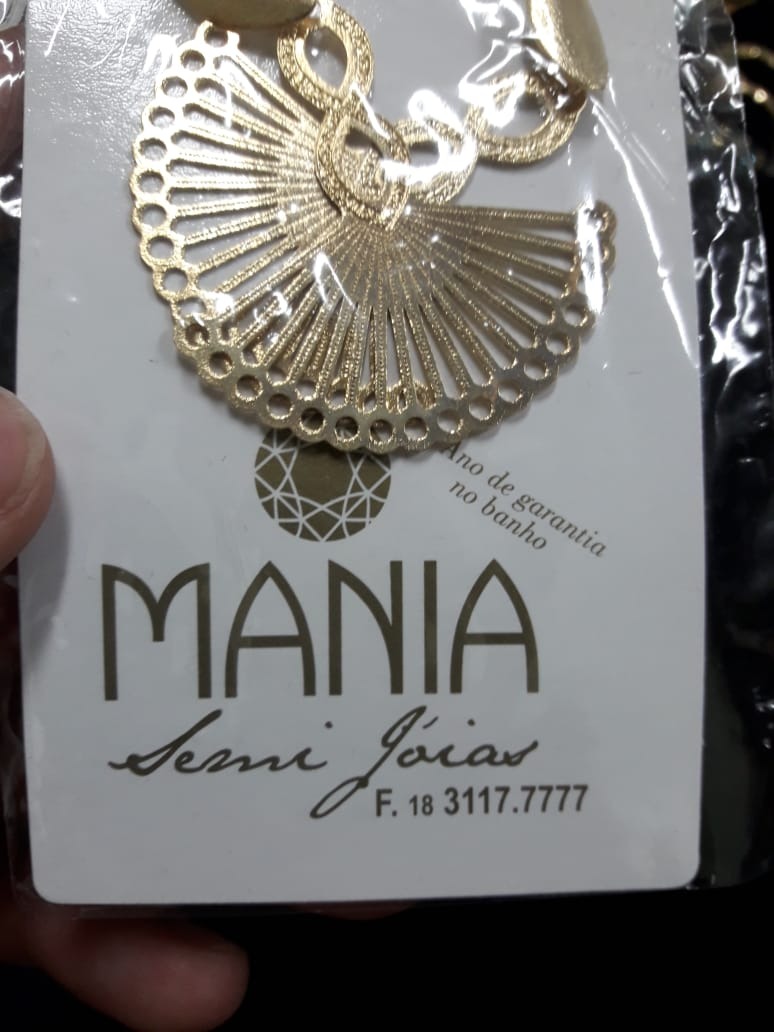 Ano de garantia
no banho
MANIA
Semi Jóias
F. 18 3117.7777